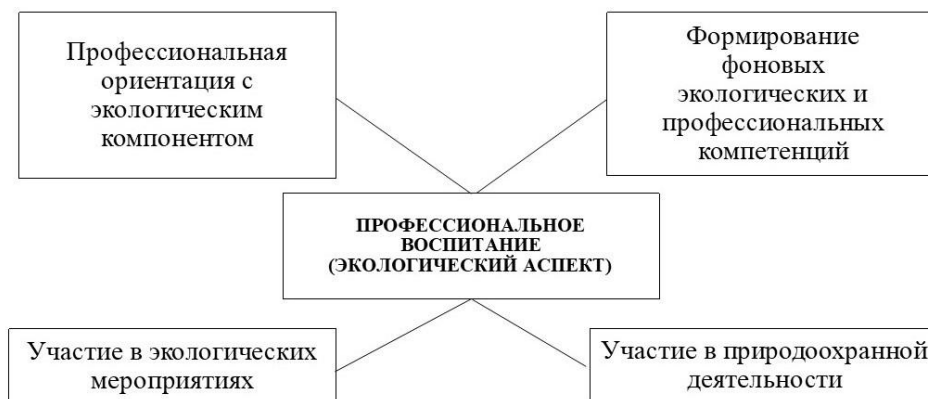 Профессиональная
ориентация с
экологическим
компонентом
Формирование
фоновых
экологических и
профессиональных
компетенций
ПРОФЕССИОНАЛЬНОЕ
ВОСПИТАНИЕ
(ЭКОЛОГИЧЕСКИЙ АСПЕКТ)
Участие в экологических
мероприятиях
Участие в природоохранной
деятельности